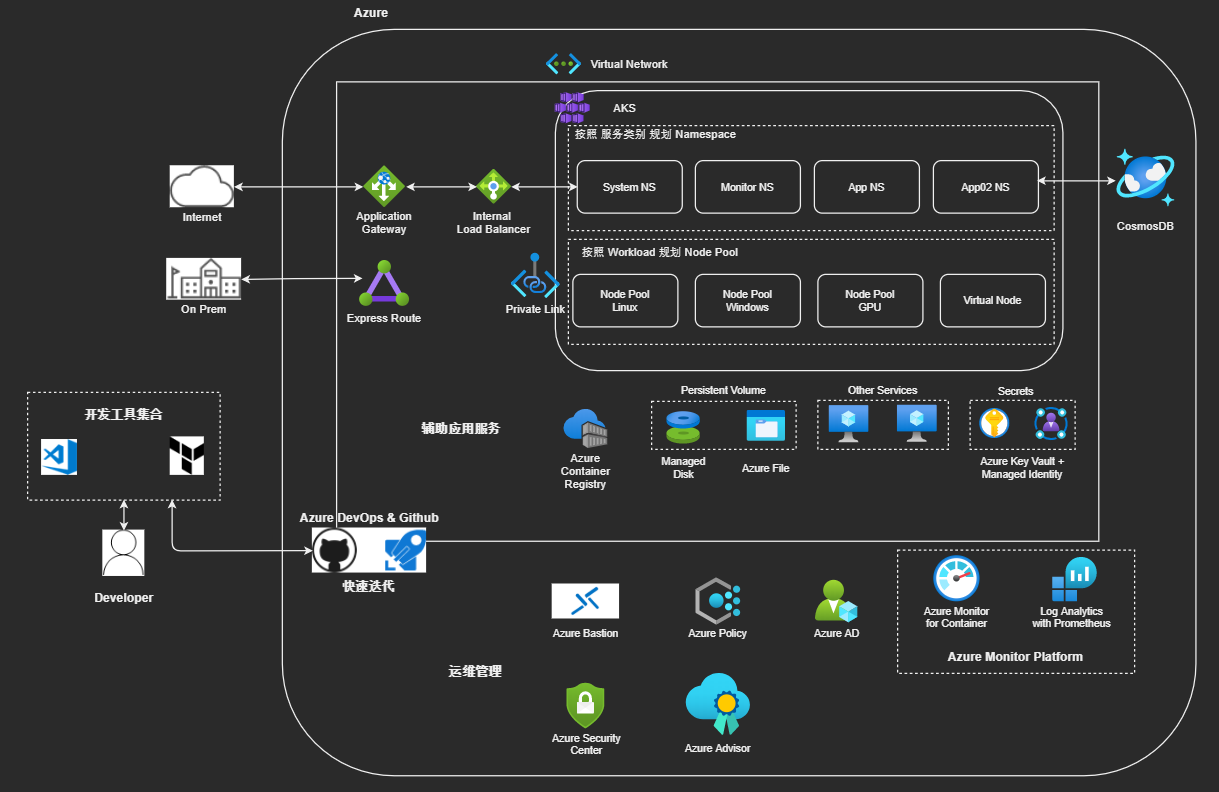 Azure
Virtual Network
AKS
按照 服务类别 规划 Namespace
System NS
Monitor NS
App NS
App02 NS
Internet
Application
Gateway
Internal
Load Balancer
CosmosDB
按照 Workload 规划 Node Pool
Node Pool
Linux
Node Pool
Windows
Node Pool
GPU
Virtual Node
On Prem
Express Route
Private Link
开发工具集合
辅助应用服务
Azure
Container
Registry
Persistent Volume
Managed
Disk
Azure File
Other Services
Secrets
Azure Key Vault +
Managed Identity
Developer
Azure DevOps & Github
快速迭代
Azure Bastion
Azure Policy
Azure AD
Azure Monitor
for Container
Log Analytics
with Prometheus
Azure Monitor Platform
运维管理
Azure Security
Center
Azure Advisor